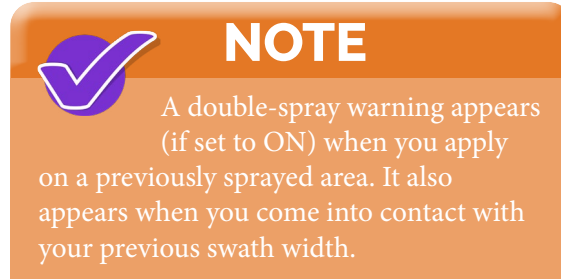 NOTE
A double-spray warning appears
(if set to ON) when you apply
on a previously sprayed area. It also
appears when you come into contact with
your previous swath width.